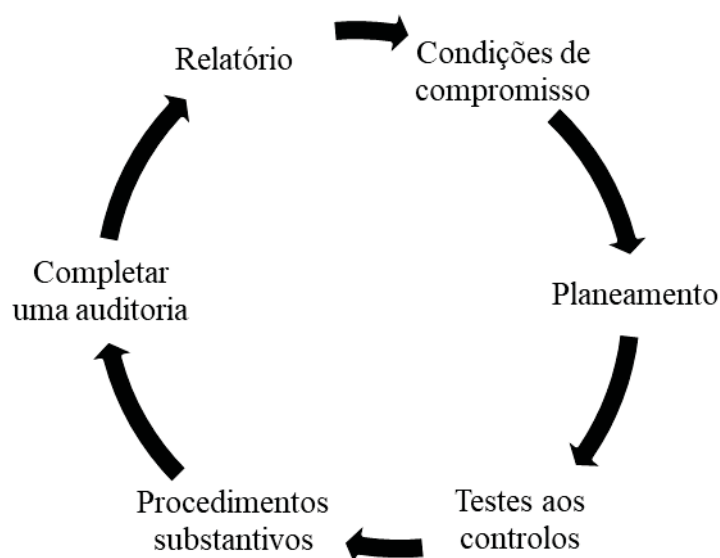 Relatório
Condições de
compromisso
Planeamento
Testes aos
controlos
Procedimentos
substantivos
Completar
uma auditoria